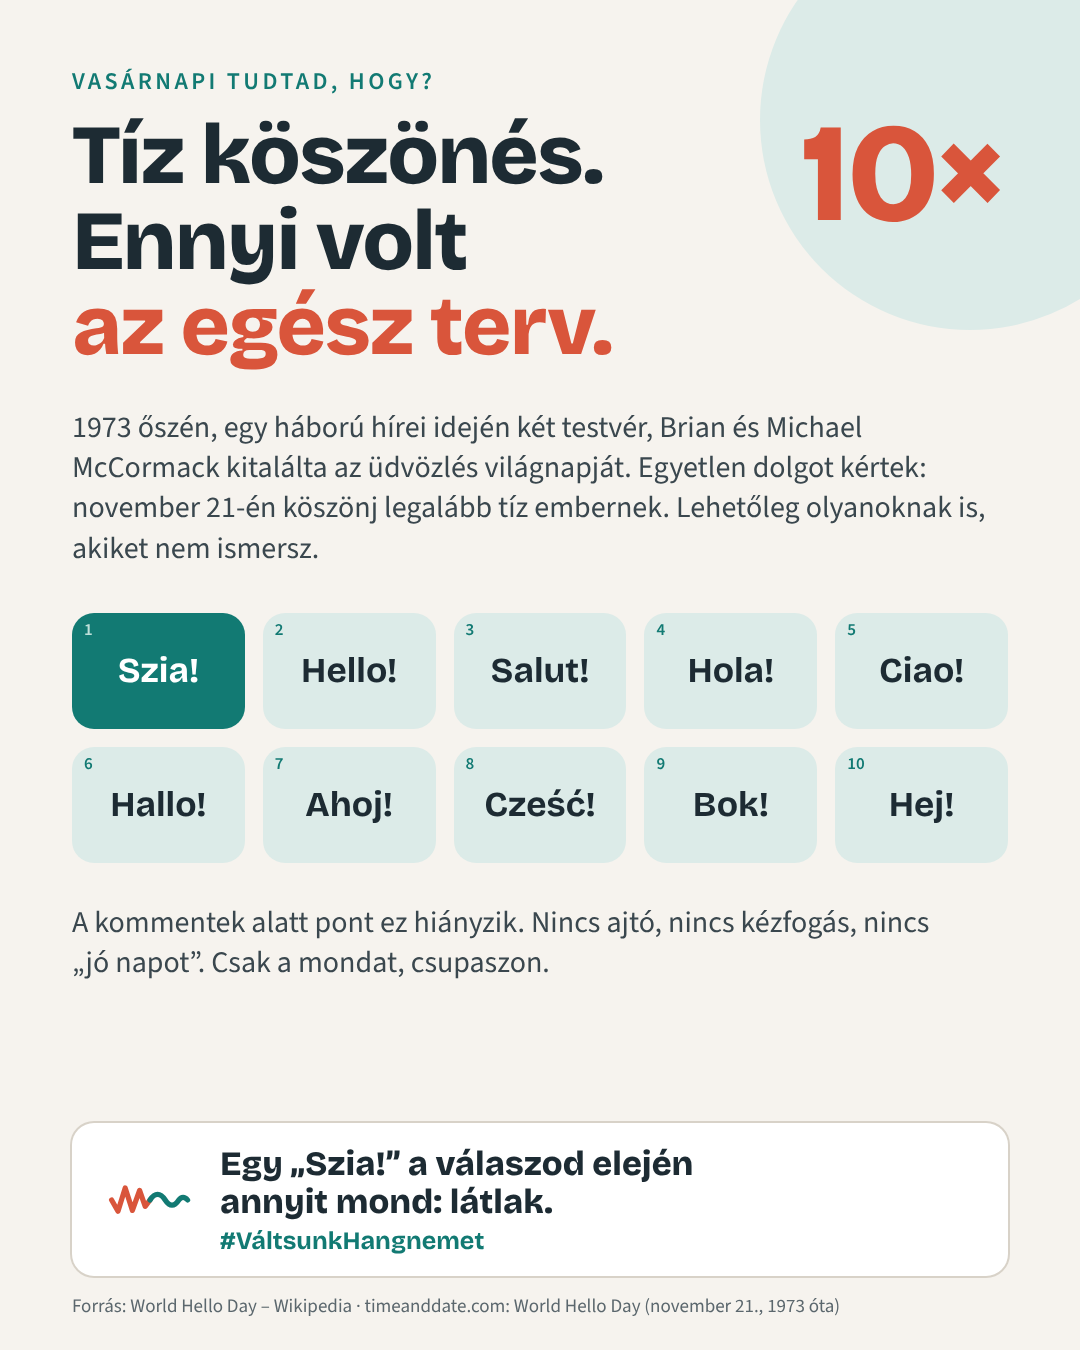 VASÁRNAPI TUDTAD, HOGY?
Tíz köszönés.
Ennyi volt
az egész terv.
10×
1973 őszén, egy háború hírei idején két testvér, Brian és Michael
McCormack kitalálta az üdvözlés világnapját. Egyetlen dolgot kértek:
november 21-én köszönj legalább tíz embernek. Lehetőleg olyanoknak is,
akiket nem ismersz.
1
Szia!
2
Hello!
3
Salut!
4
Hola!
5
Ciao!
6
Hallo!
7
Ahoj!
8
Cześć!
9
Bok!
10
Hej!
A kommentek alatt pont ez hiányzik. Nincs ajtó, nincs kézfogás, nincs
„jó napot”. Csak a mondat, csupaszon.
Egy „Szia!” a válaszod elején
annyit mond: látlak.
#VáltsunkHangnemet
Forrás: World Hello Day – Wikipedia · timeanddate.com: World Hello Day (november 21., 1973 óta)